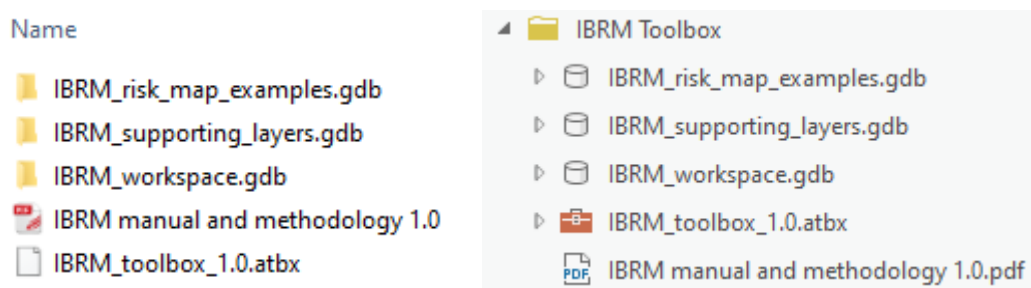 Name
IBRM_risk_map_examples.gdb
IBRM_supporting_layers.gdb
IBRM_workspace.gdb
IBRM manual and methodology 1.0
IBRM_toolbox_1.0.atbx
IBRM Toolbox
IBRM_risk_map_examples.gdb
IBRM_supporting_layers.gdb
IBRM_workspace.gdb
IBRM_toolbox_1.0.atbx
PDF IBRM manual and methodology 1.0.pdf